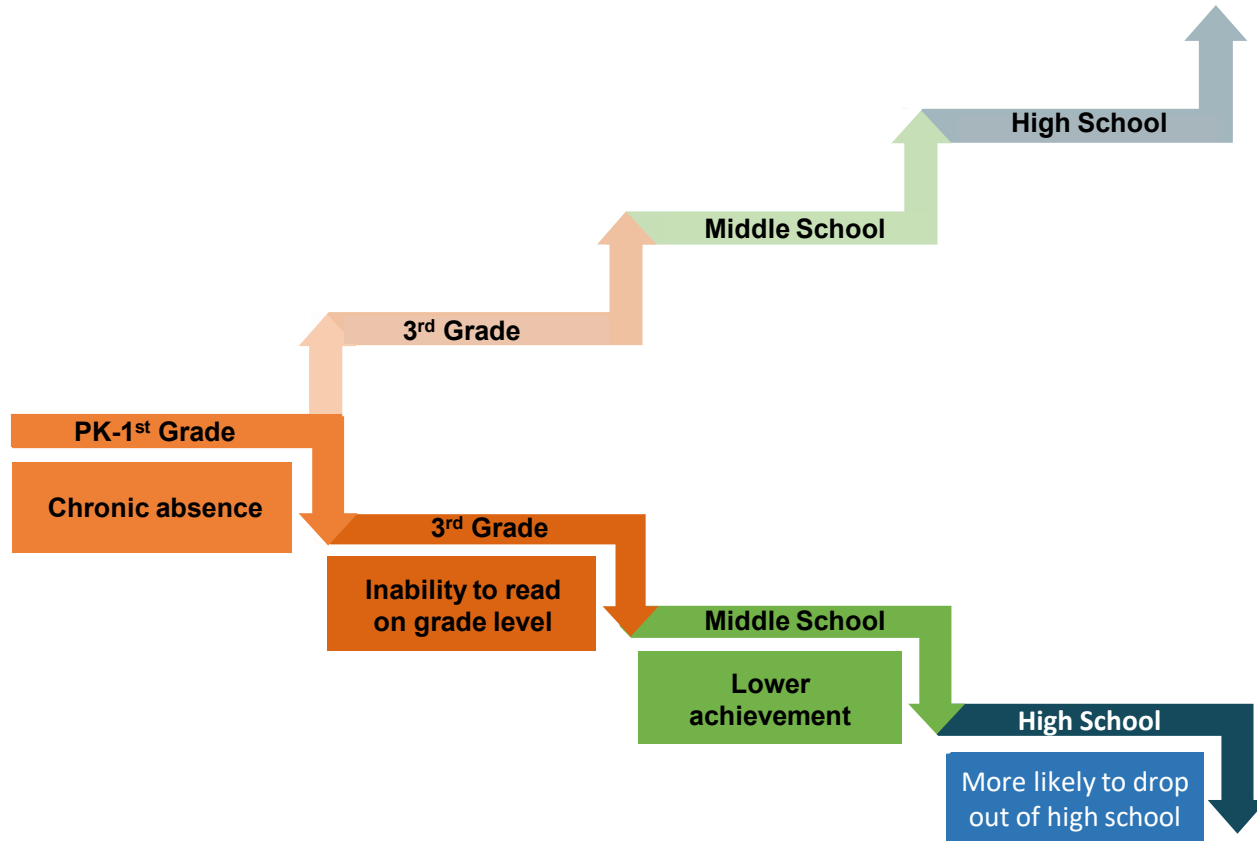 High School
Middle School
3rd Grade
PK-1st Grade
Chronic absence
3rd Grade
Inability to read
on grade level
Middle School
Lower
achievement
High School
More likely to drop
out of high school